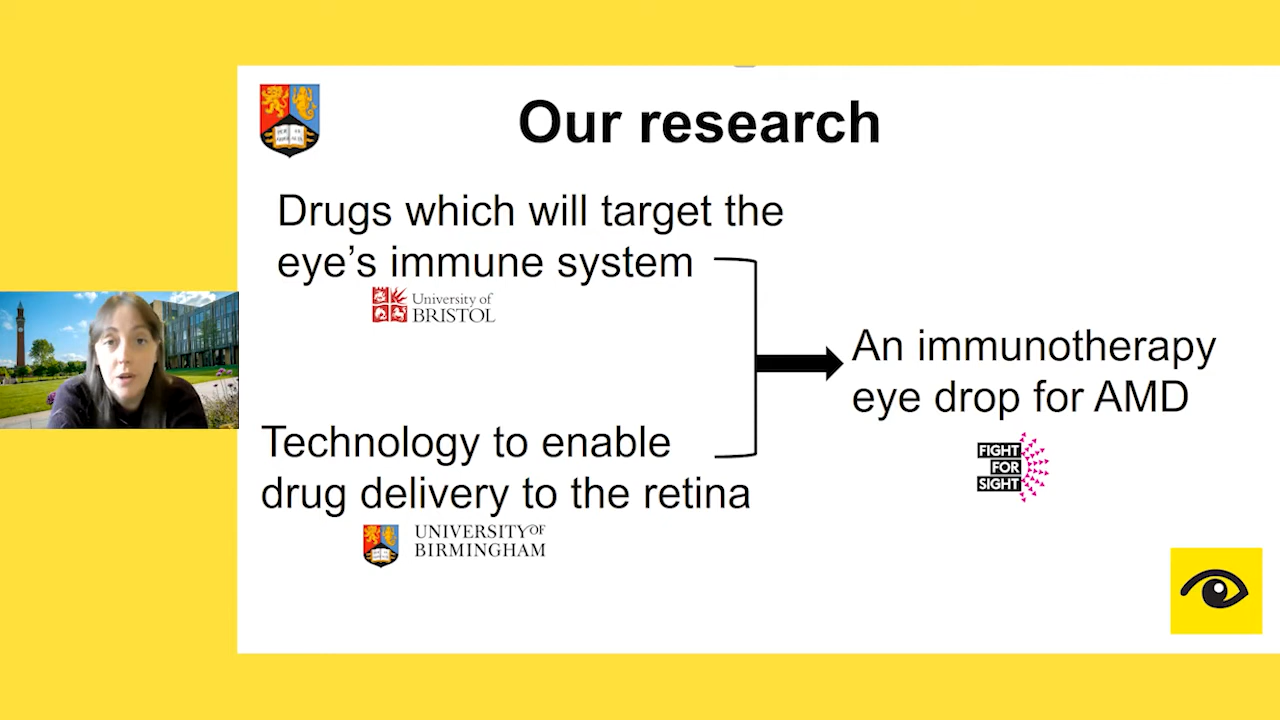 Our research
Drugs which will target the
eye’s immune system
University of
BRISTOL
Technology to enable
drug delivery to the retina
UNIVERSITY OF
BIRMINGHAM
An immunotherapy
eye drop for AMD
FIGHT
FOR
SIGHT